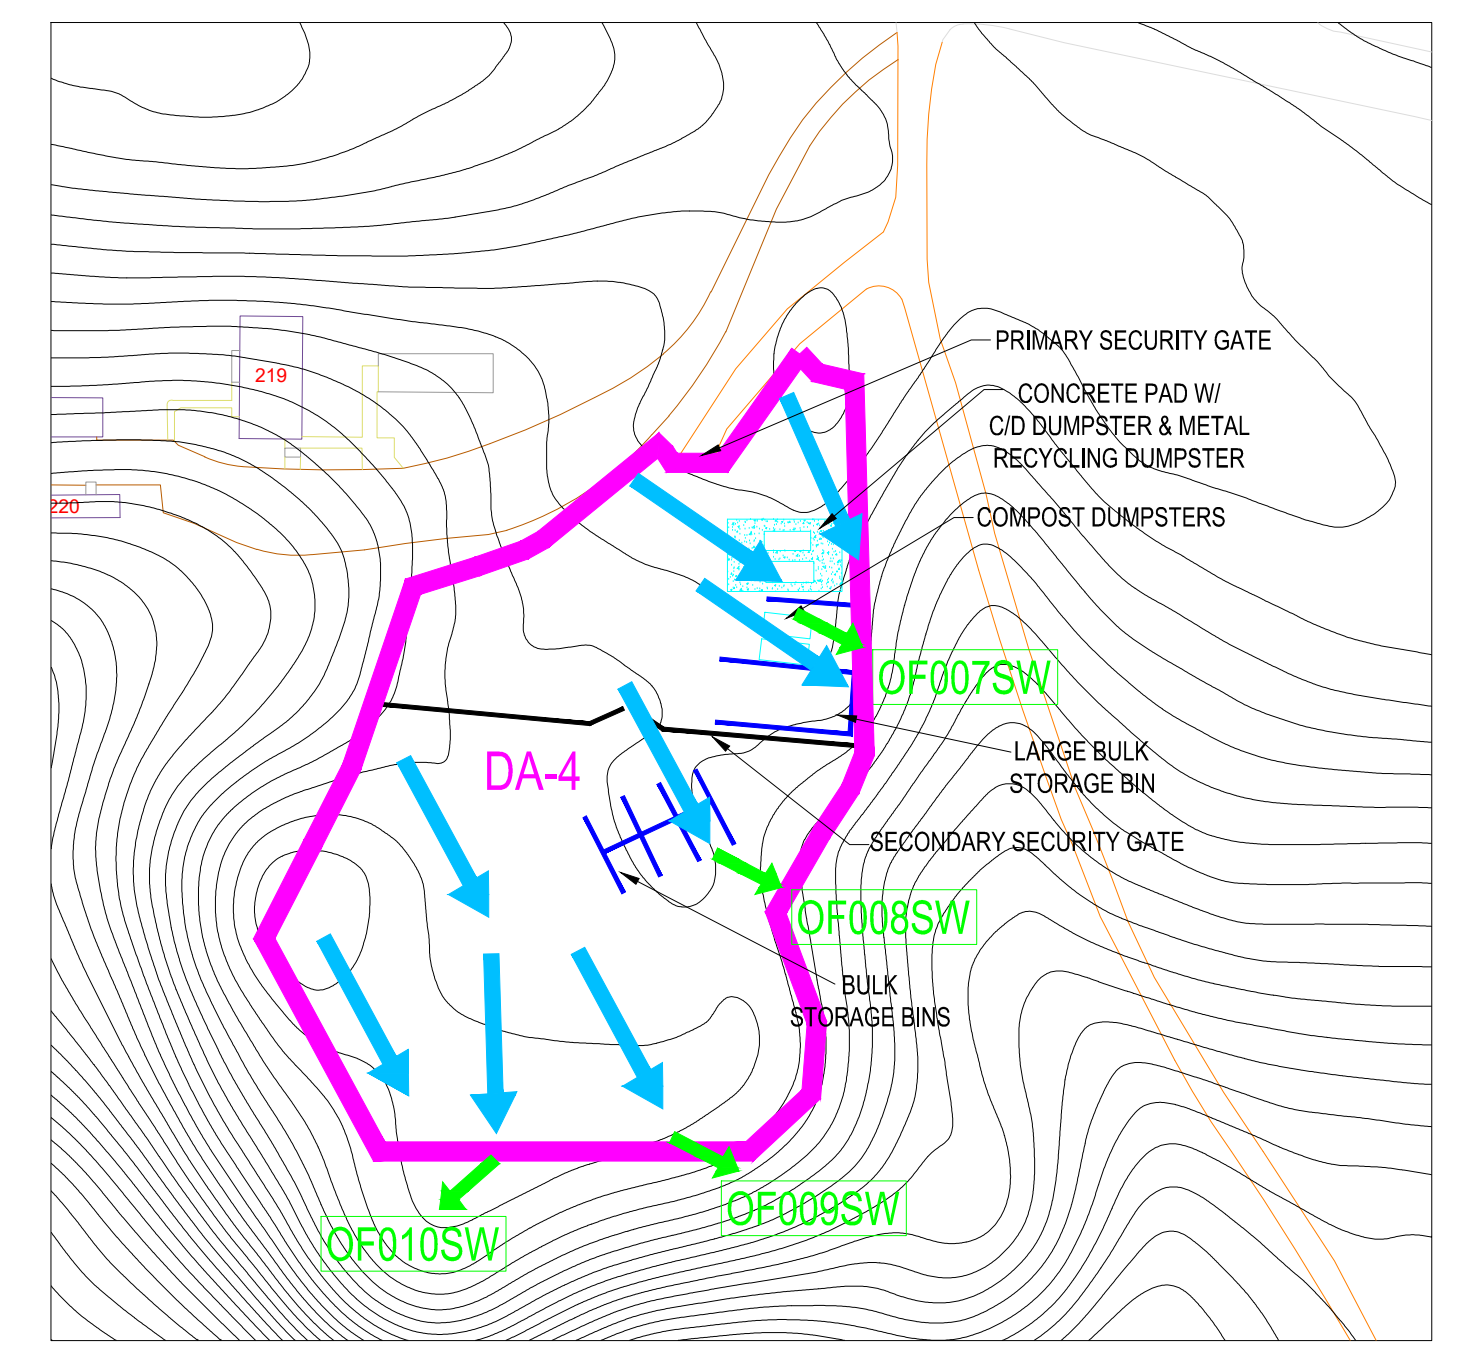 PRIMARY SECURITY GATE
219
CONCRETE PAD W/
C/D DUMPSTER & METAL
RECYCLING DUMPSTER
220
COMPOST DUMPSTERS
OF007SW
LARGE BULK
STORAGE BIN
DA-4
SECONDARY SECURITY GATE
OF008SW
BULK
STORAGE BINS
OF009SW
OF010SW